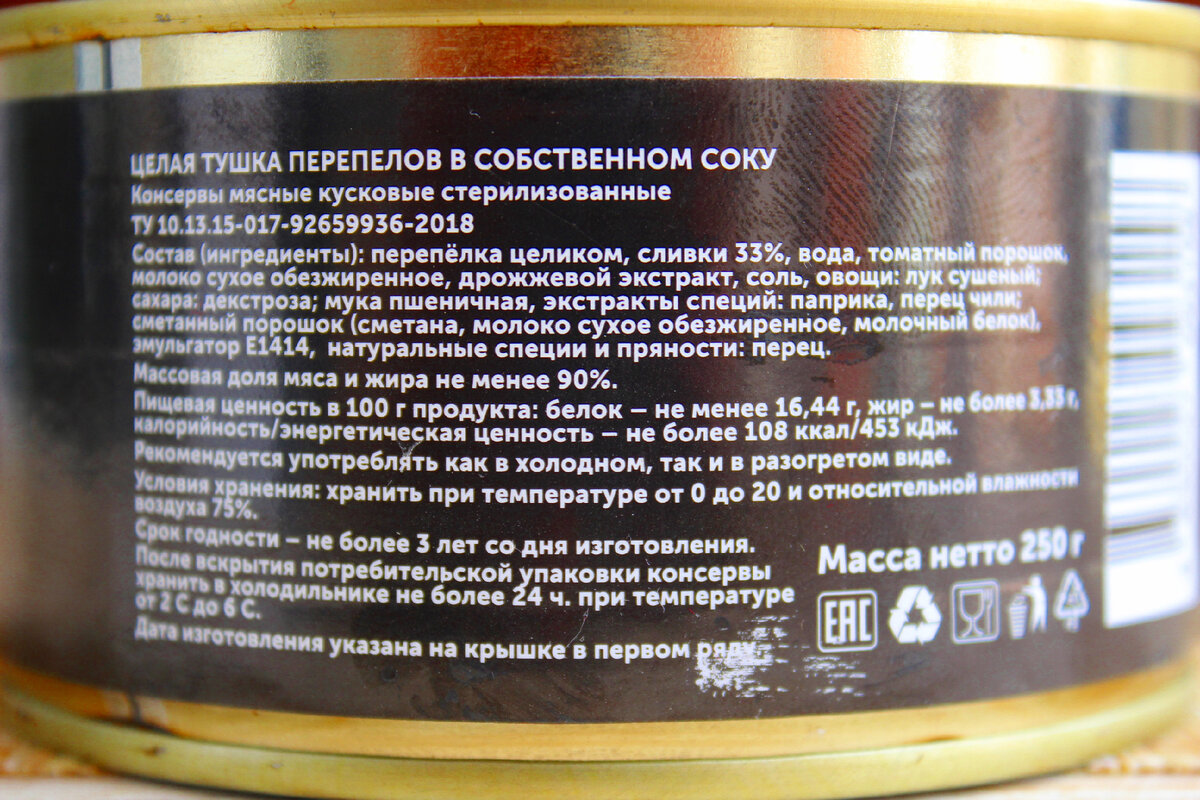 ЦЕЛАЯ ТУШКА ПЕРЕПЕЛОВ В СОБСТВЕННОМ СОКУ
Консервы мясные кусковые стерилизованные
ТУ 10.13.15-017-92659936-2018
Состав (ингредиенты): перепёлка целиком, сливки 33%, вода, томатный порошок,
молоко сухое обезжиренное, дрожжевой экстракт, соль, овощи: лук сушеный;
сахара: декстроза; мука пшеничная, экстракты специй: паприка, перец чили;
сметанный порошок (сметана, молоко сухое обезжиренное, молочный белок),
эмульгатор Е1414, натуральные специи и пряности: перец.
Массовая доля мяса и жира не менее 90%.
Пищевая ценность в 100 г продукта: белок – не менее 16,44 г, жир – не более 3,33 г,
калорийность/энергетическая ценность – не более 108 ккал/453 кДж.
Рекомендуется употреблять как в холодном, так и в разогретом виде.
Условия хранения: хранить при температуре от 0 до 20 и относительной влажности
воздуха 75%.
Срок годности – не более 3 лет со дня изготовления.
После вскрытия потребительской упаковки консервы
хранить в холодильнике не более 24 ч. при температуре
от 2 С до 6 С.
Дата изготовления указана на крышке в первом ряду.
Масса нетто 250 г
EAC